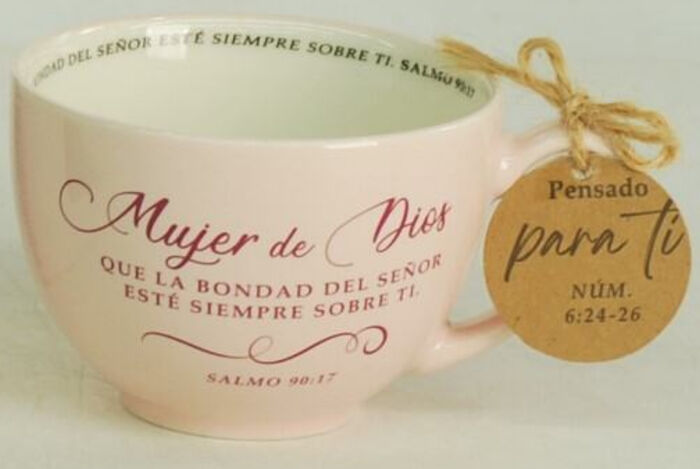 BONDAD DEL SEÑOR ESTÉ SIEMPRE SOBRE TI. SALMO 90:17
Mujer de Dios
QUE LA BONDAD DEL SEÑOR
ESTÉ SIEMPRE SOBRE TI.
SALMO 90:17
Pensado
para ti
NÚM.
6:24-26